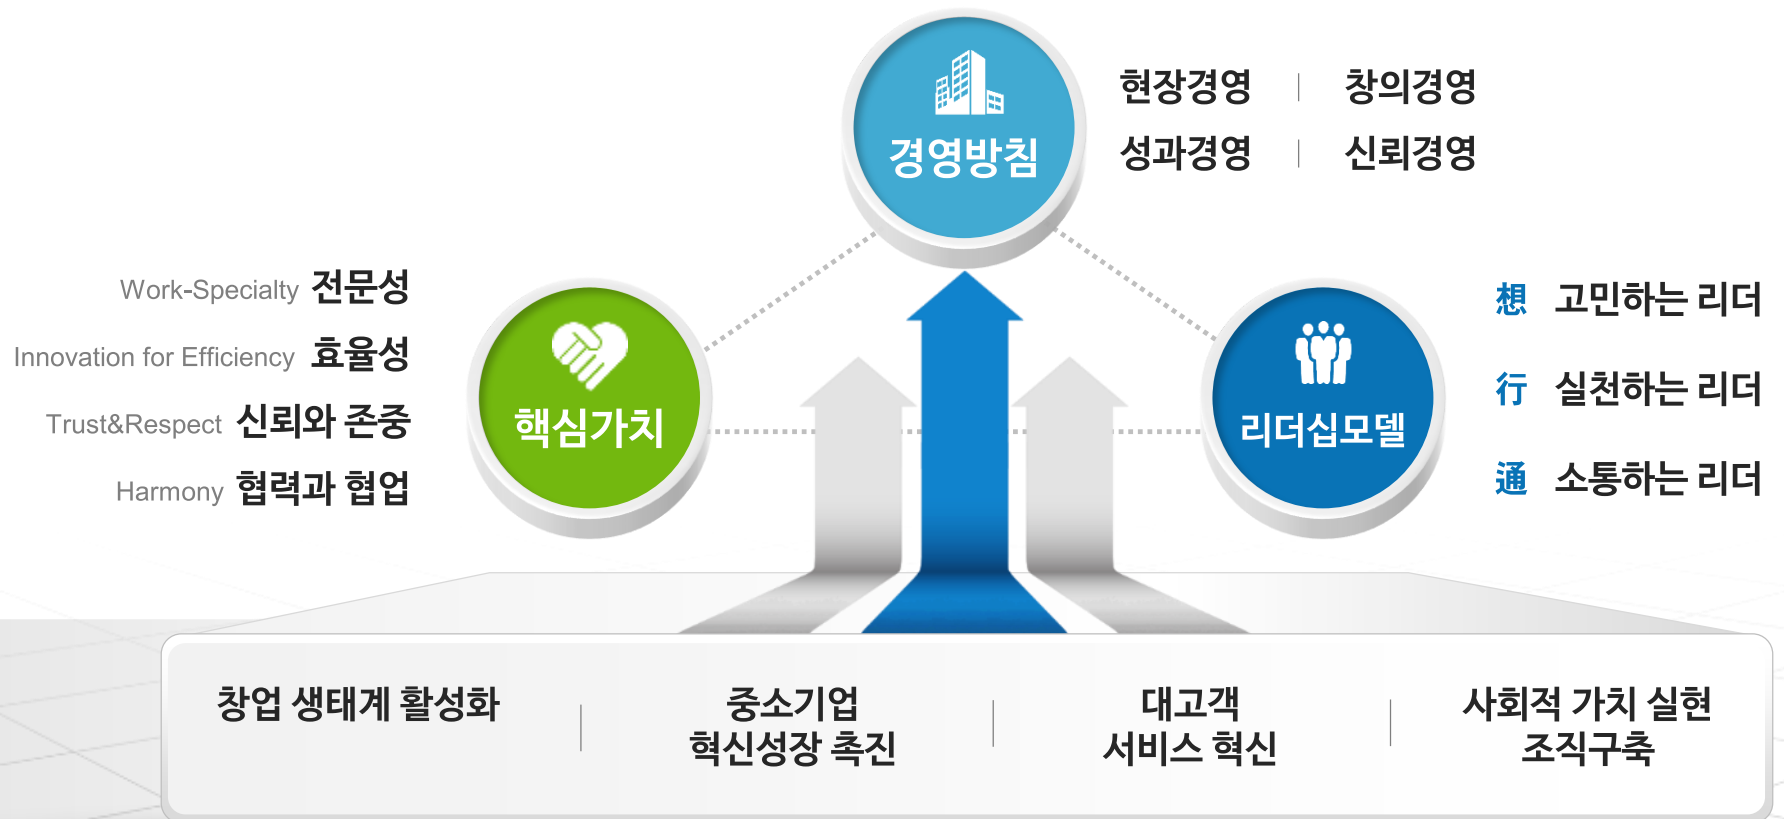 경영방침
현장경영 | 창의경영
성과경영 | 신뢰경영
Work-Specialty 전문성
Innovation for Efficiency 효율성
Trust&Respect 신뢰와 존중
Harmony 협력과 협업
핵심가치
리더십모델
想 고민하는 리더
行 실천하는 리더
通 소통하는 리더
창업 생태계 활성화
중소기업
혁신성장 촉진
대고객
서비스 혁신
사회적 가치 실현
조직구축